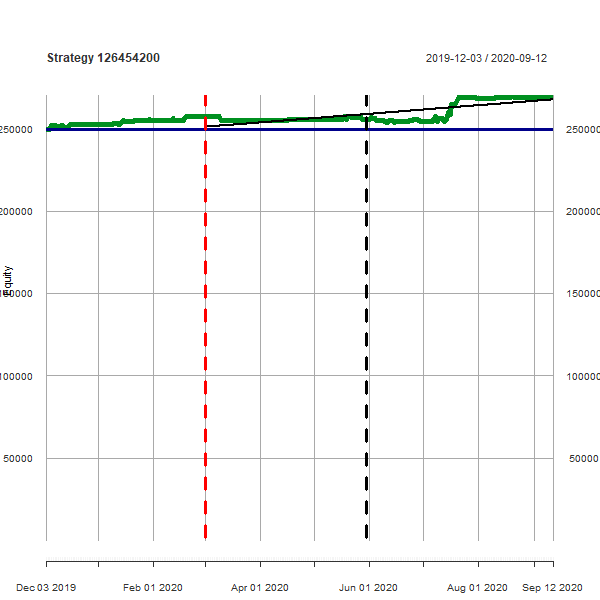 Strategy 126454200
2019-12-03 / 2020-09-12
250000
250000
200000
200000
Equity
150000
150000
100000
100000
50000
50000
Dec 03 2019
Feb 01 2020
Apr 01 2020
Jun 01 2020
Aug 01 2020
Sep 12 2020